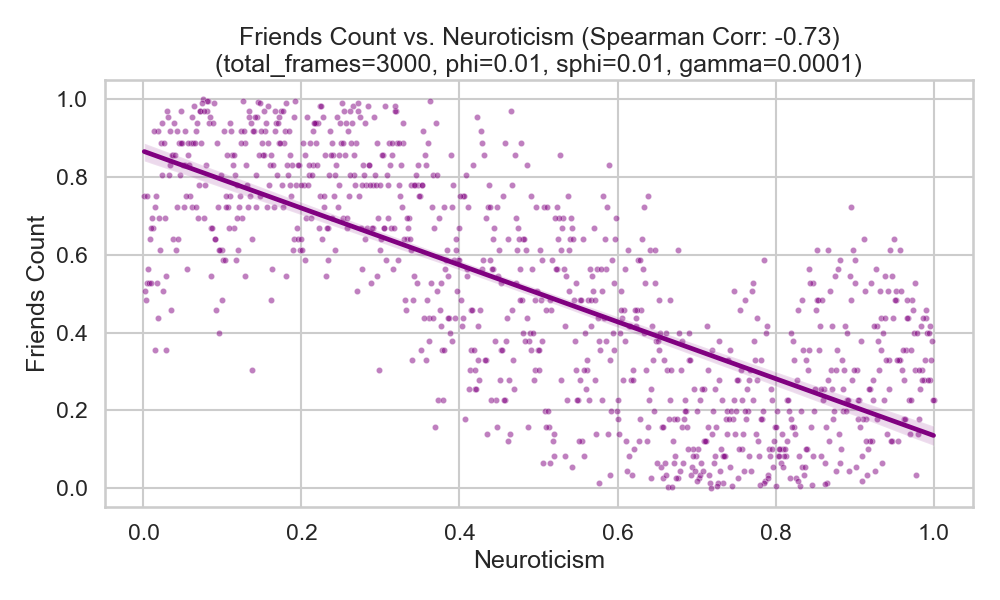 Friends Count vs. Neuroticism (Spearman Corr: -0.73)
(total_frames=3000, phi=0.01, sphi=0.01, gamma=0.0001)
1.0
0.8
0.6
0.4
0.2
0.0
Friends Count
0.0 0.2 0.4 0.6 0.8 1.0
Neuroticism